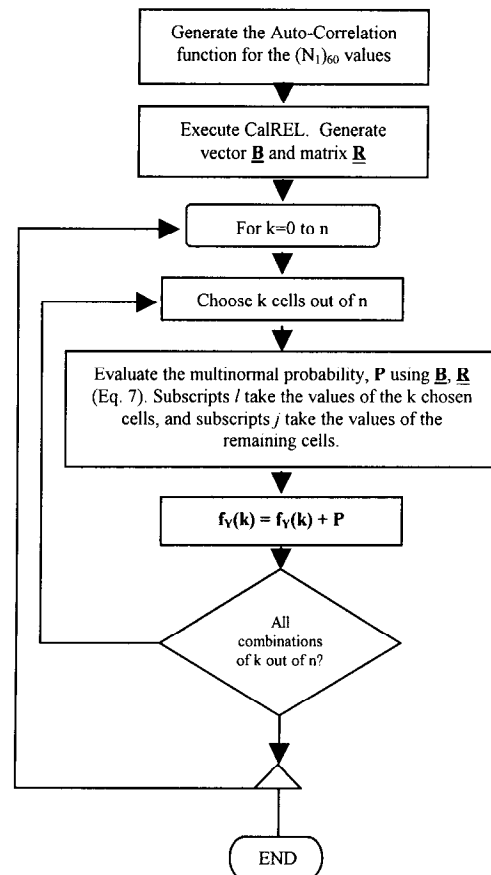 Generate the Auto-Correlation
function for the (N₁)₆₀ values
Execute CalREL. Generate
vector B and matrix R
For k=0 to n
Choose k cells out of n
Evaluate the multinormal probability, P using B, R
(Eq. 7). Subscripts l take the values of the k chosen
cells, and subscripts j take the values of the
remaining cells.
fY(k) = fY(k) + P
All
combinations
of k out of n?
END